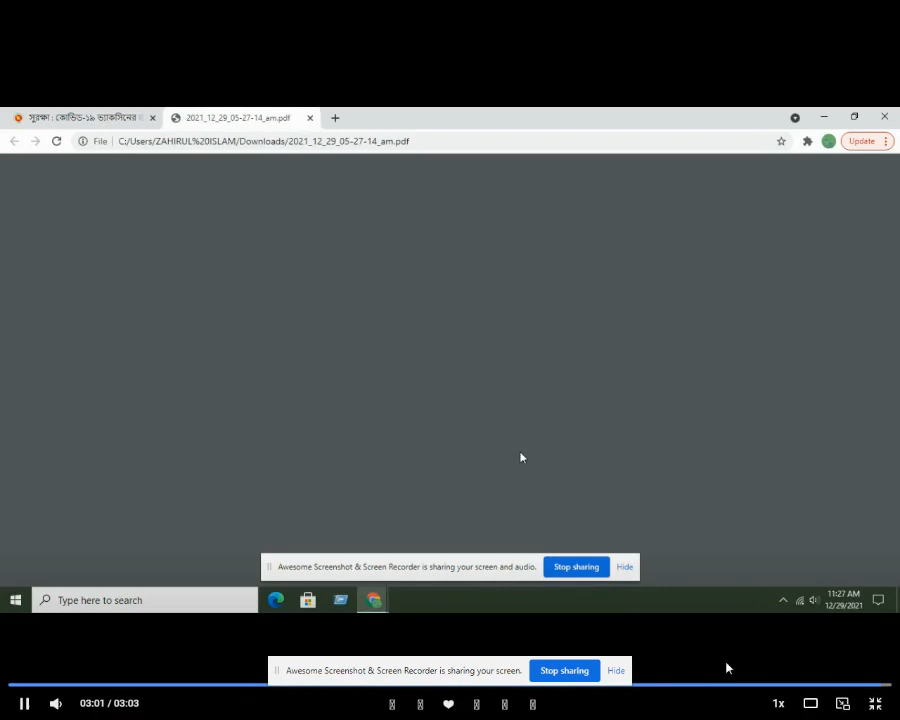 সুরক্ষা : কোভিড-১৯ ভ্যাকসিনের
2021_12_29_05-27-14_am.pdf
File
C:/Users/ZAHIRUL%20ISLAM/Downloads/2021_12_29_05-27-14_am.pdf
Update
Awesome Screenshot & Screen Recorder is sharing your screen and audio. Stop sharing Hide
Type here to search
11:27 AM
12/29/2021
Awesome Screenshot & Screen Recorder is sharing your screen. Stop sharing Hide
03:01 / 03:03
1x